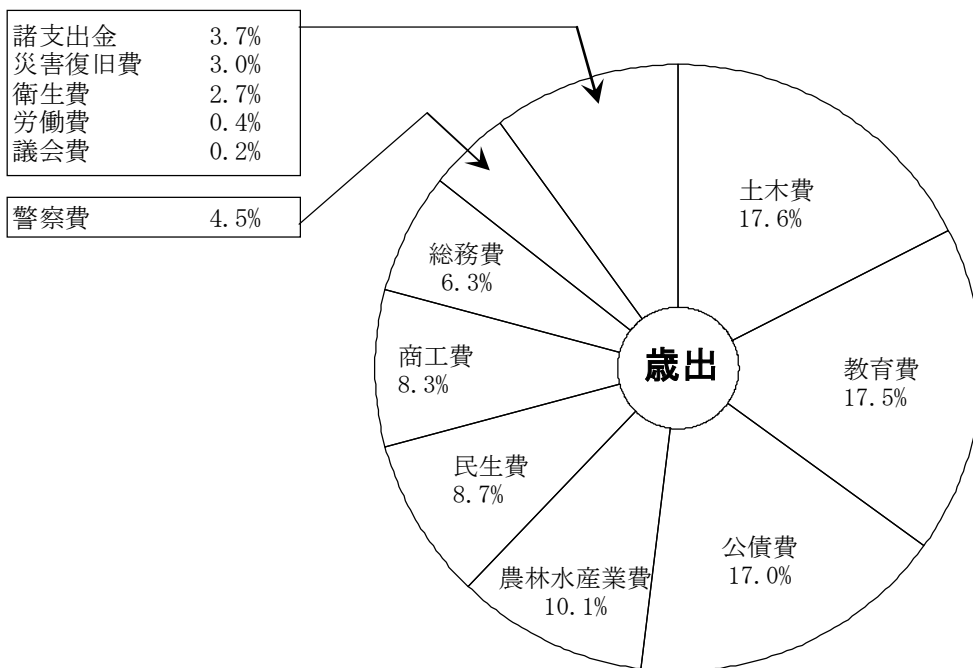 諸支出金 3.7%
災害復旧費 3.0%
衛生費 2.7%
労働費 0.4%
議会費 0.2%
警察費 4.5%
土木費
17.6%
教育費
17.5%
公債費
17.0%
農林水産業費
10.1%
民生費
8.7%
商工費
8.3%
総務費
6.3%
歳出